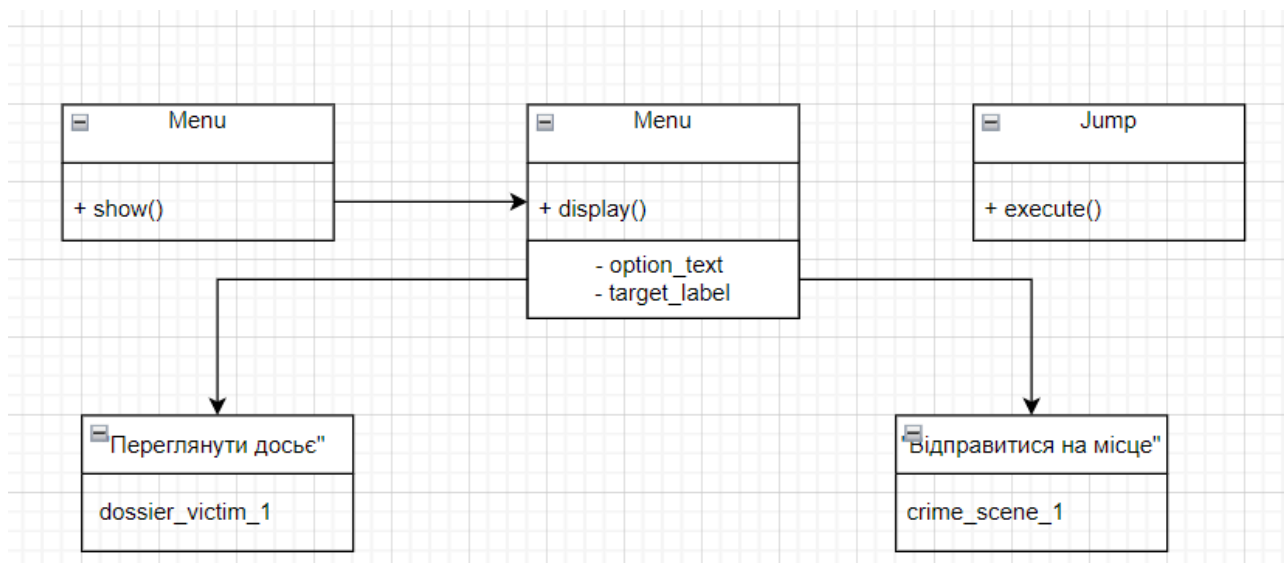 Menu
+ show()
Menu
+ display()
- option_text
- target_label
Jump
+ execute()
"Переглянути досьє"
dossier_victim_1
"Відправитися на місце"
crime_scene_1